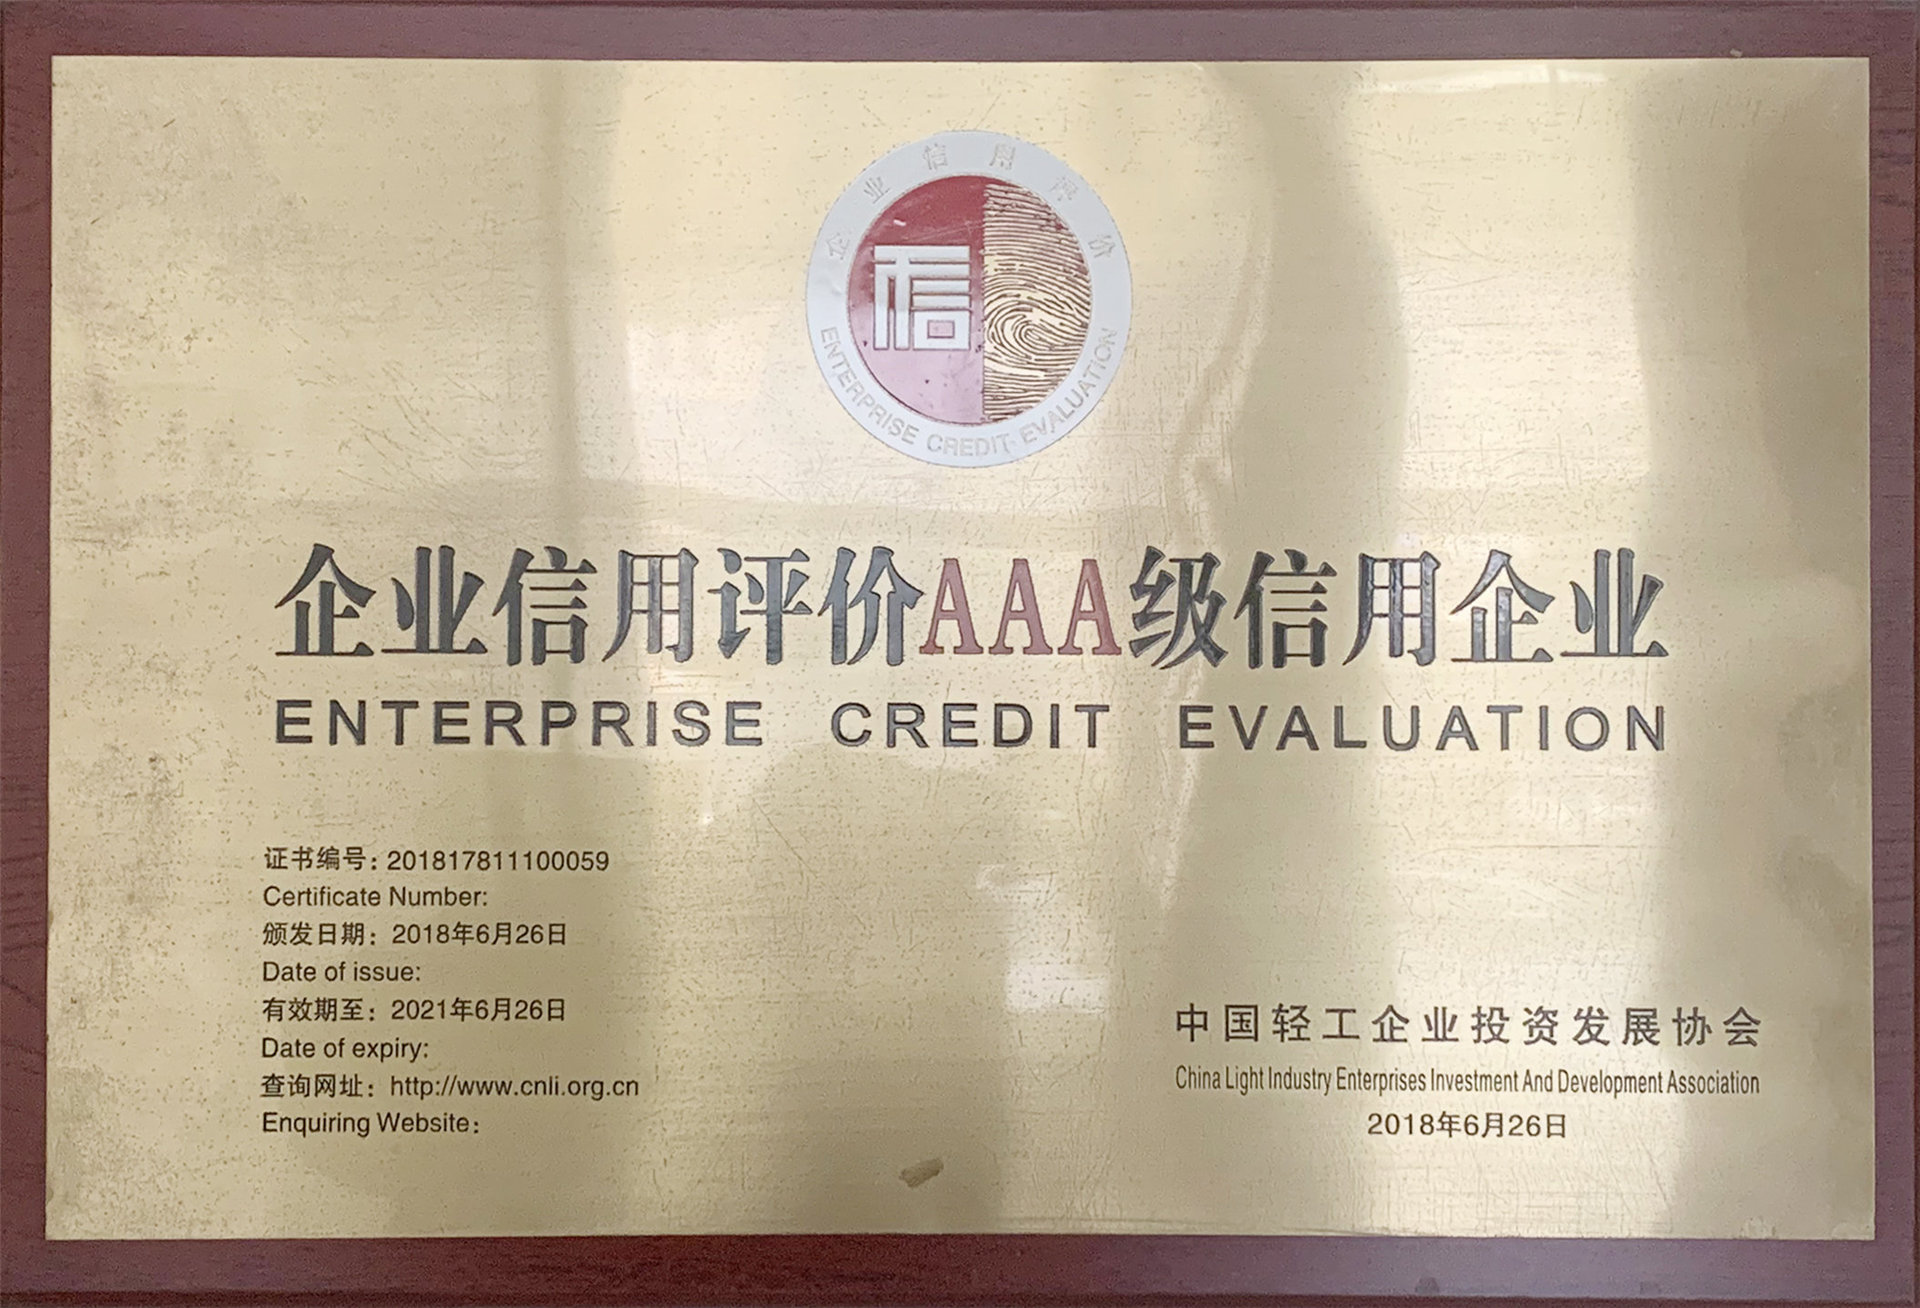 企业信用评价
信
ENTERPRISE CREDIT EVALUATION
企业信用评价AAA级信用企业
ENTERPRISE CREDIT EVALUATION
证书编号: 201817811100059
Certificate Number:
颁发日期: 2018年6月26日
Date of issue:
有效期至: 2021年6月26日
Date of expiry:
查询网址: http://www.cnli.org.cn
Enquiring Website:
中国轻工企业投资发展协会
China Light Industry Enterprises Investment And Development Association
2018年6月26日